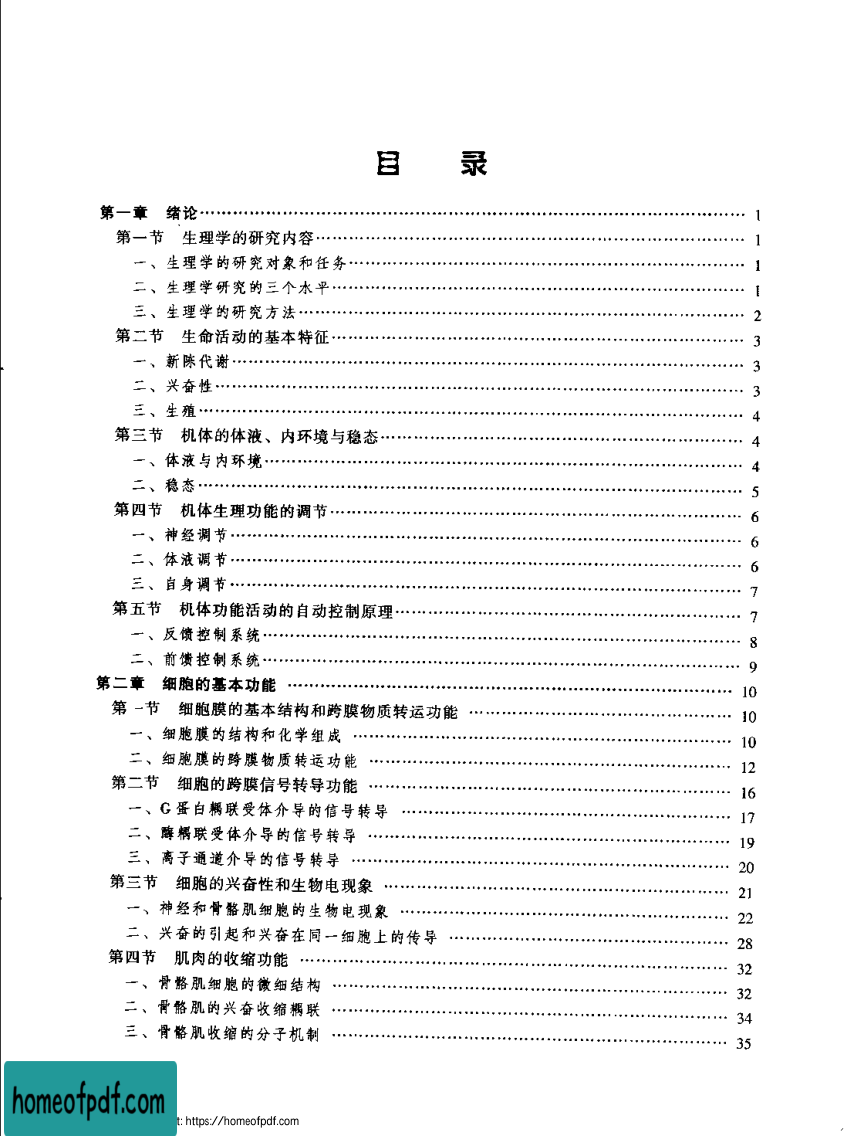 目 录
第一章 绪论…… 1
第一节 生理学的研究内容…… 1
一、生理学的研究对象和任务…… 1
二、生理学研究的三个水平…… 1
三、生理学的研究方法…… 2
第二节 生命活动的基本特征…… 3
一、新陈代谢…… 3
二、兴奋性…… 3
三、生殖…… 4
第三节 机体的体液、内环境与稳态…… 4
一、体液与内环境…… 4
二、稳态…… 5
第四节 机体生理功能的调节…… 6
一、神经调节…… 6
二、体液调节…… 6
三、自身调节…… 7
第五节 机体功能活动的自动控制原理…… 7
一、反馈控制系统…… 8
二、前馈控制系统…… 9
第二章 细胞的基本功能 …… 10
第一节 细胞膜的基本结构和跨膜物质转运功能 …… 10
一、细胞膜的结构和化学组成 …… 10
二、细胞膜的跨膜物质转运功能 …… 12
第二节 细胞的跨膜信号转导功能 …… 16
一、G蛋白耦联受体介导的信号转导 …… 17
二、酶耦联受体介导的信号转导 …… 19
三、离子通道介导的信号转导 …… 20
第三节 细胞的兴奋性和生物电现象 …… 21
一、神经和骨骼肌细胞的生物电现象 …… 22
二、兴奋的引起和兴奋在同一细胞上的传导 …… 28
第四节 肌肉的收缩功能 …… 32
一、骨骼肌细胞的微细结构 …… 32
二、骨骼肌的兴奋收缩耦联 …… 34
三、骨骼肌收缩的分子机制 …… 35
homeofpdf.com
t: https://homeofpdf.com